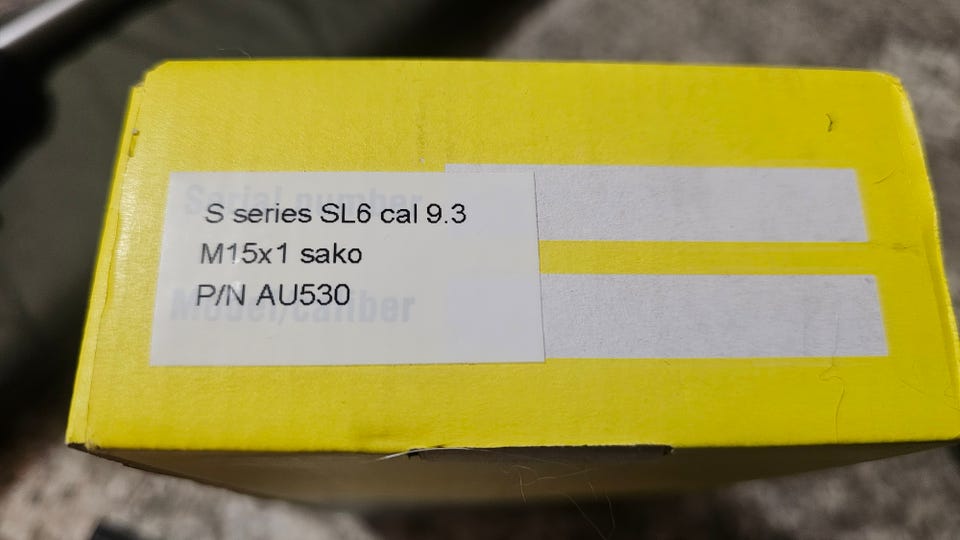 Serial number
S series SL6 cal 9.3
M15x1 sako
P/N AU530
Model/caliber